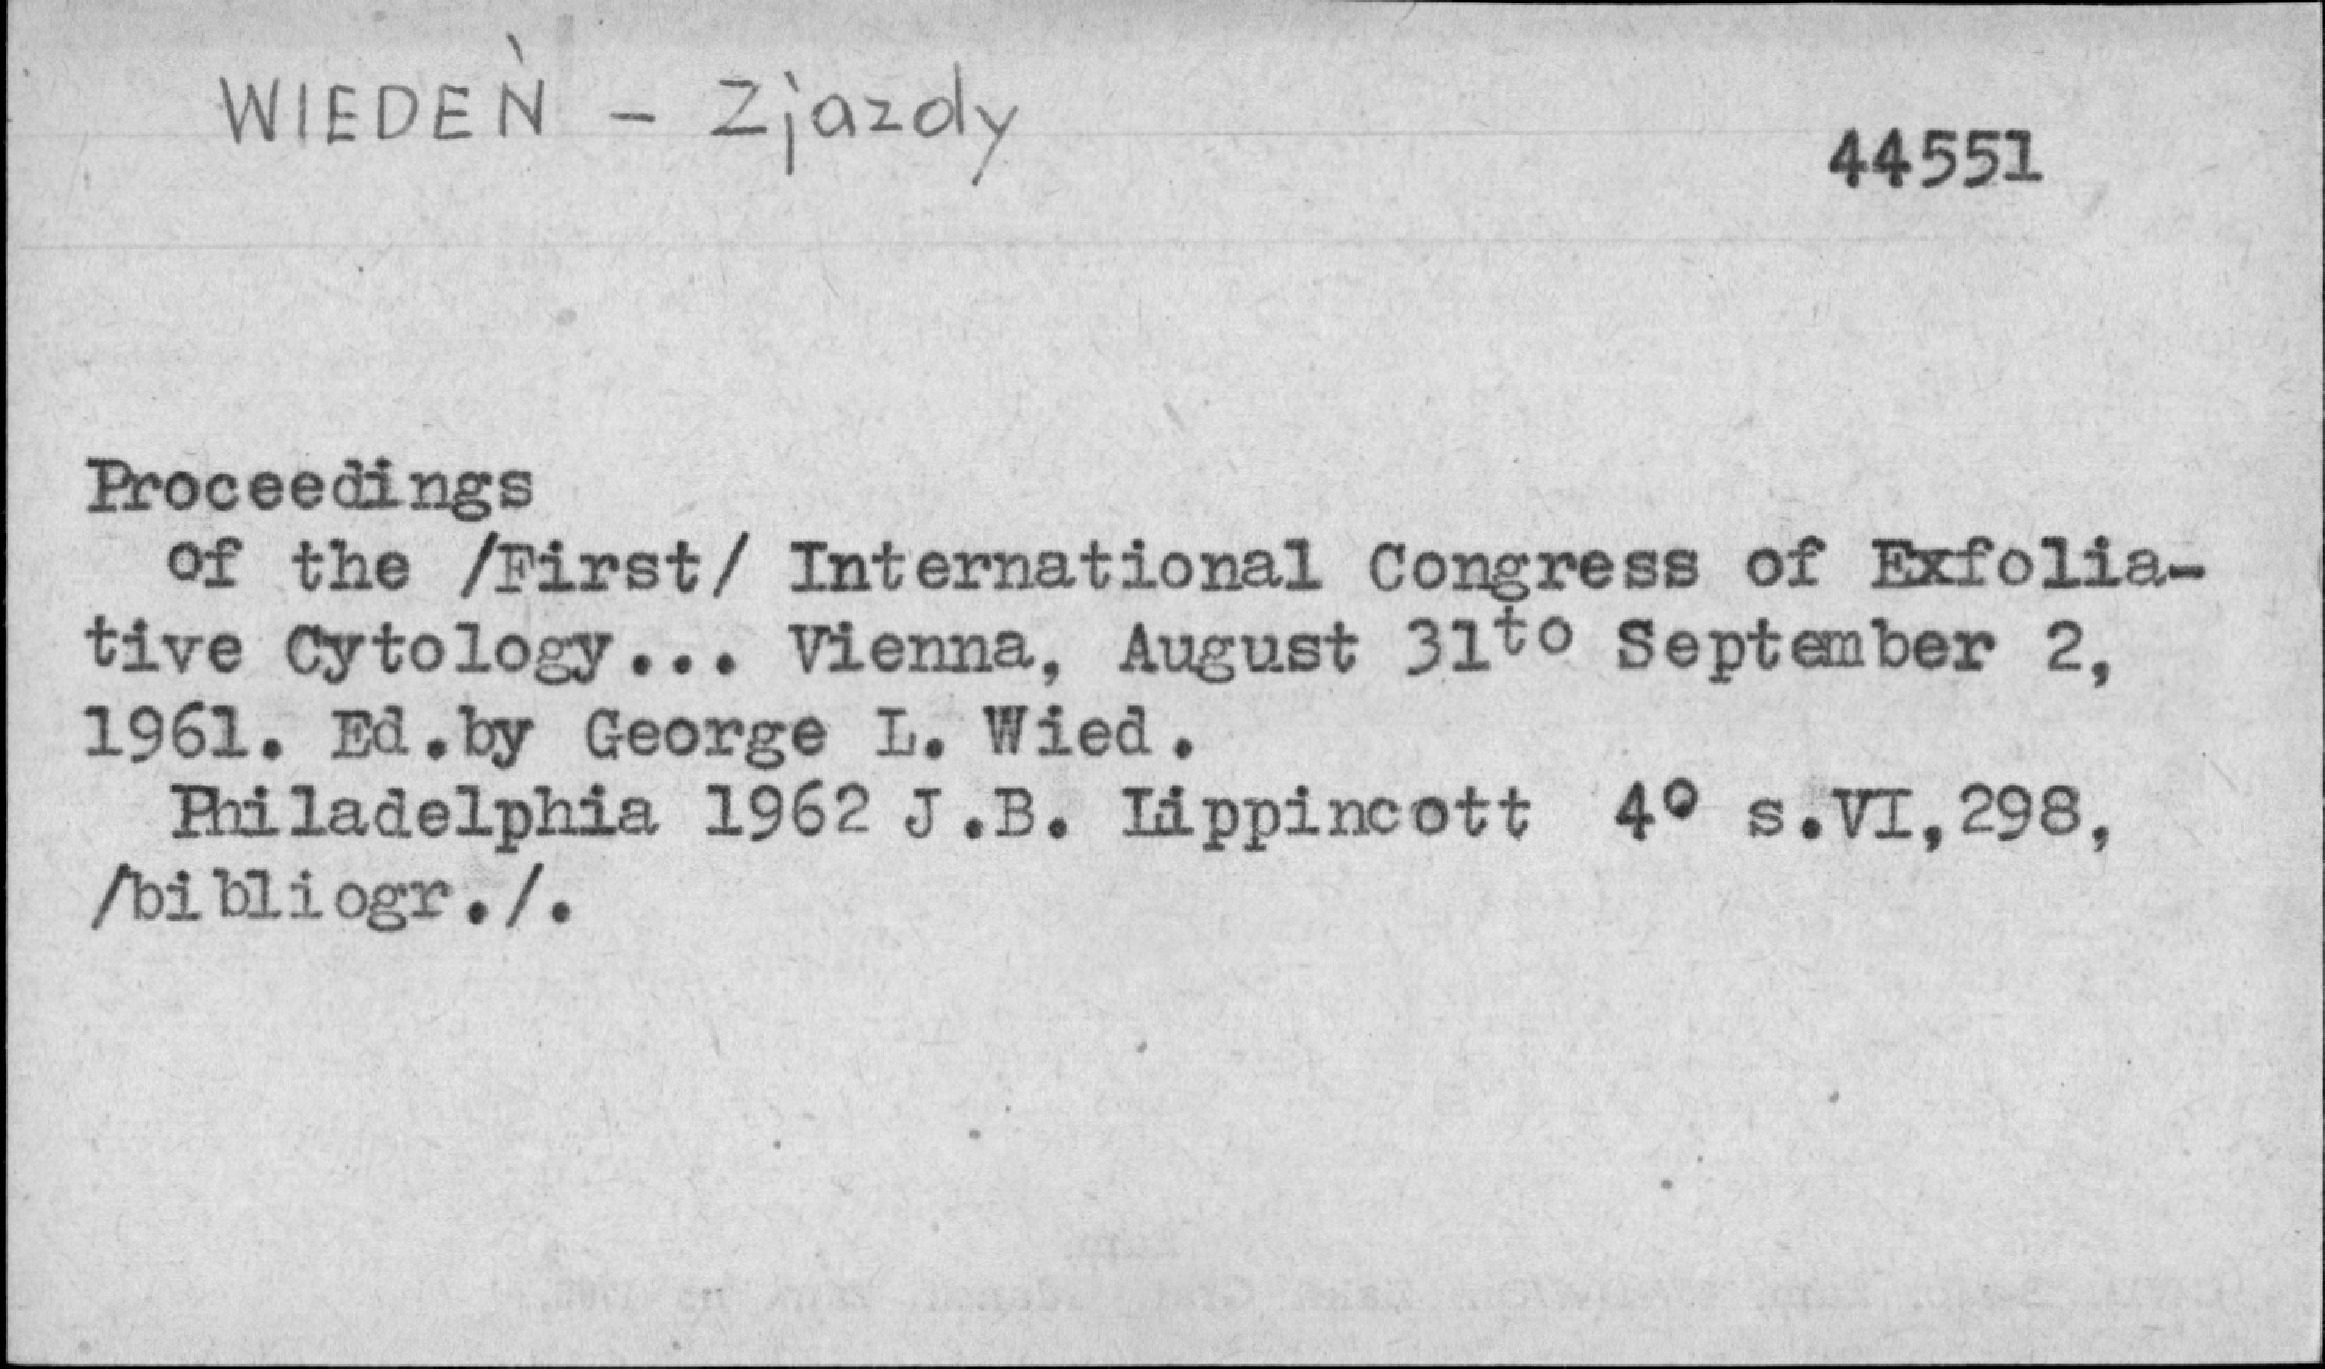 WIEDEŃ - Zjazdy
44551
Proceedings
of the /First/ International Congress of Exfolia-
tive Cytology... Vienna, August 31to September 2,
1961. Ed.by George L. Wied.
Philadelphia 1962 J.B. Lippincott 4° s.VI,298,
/bibliogr./.